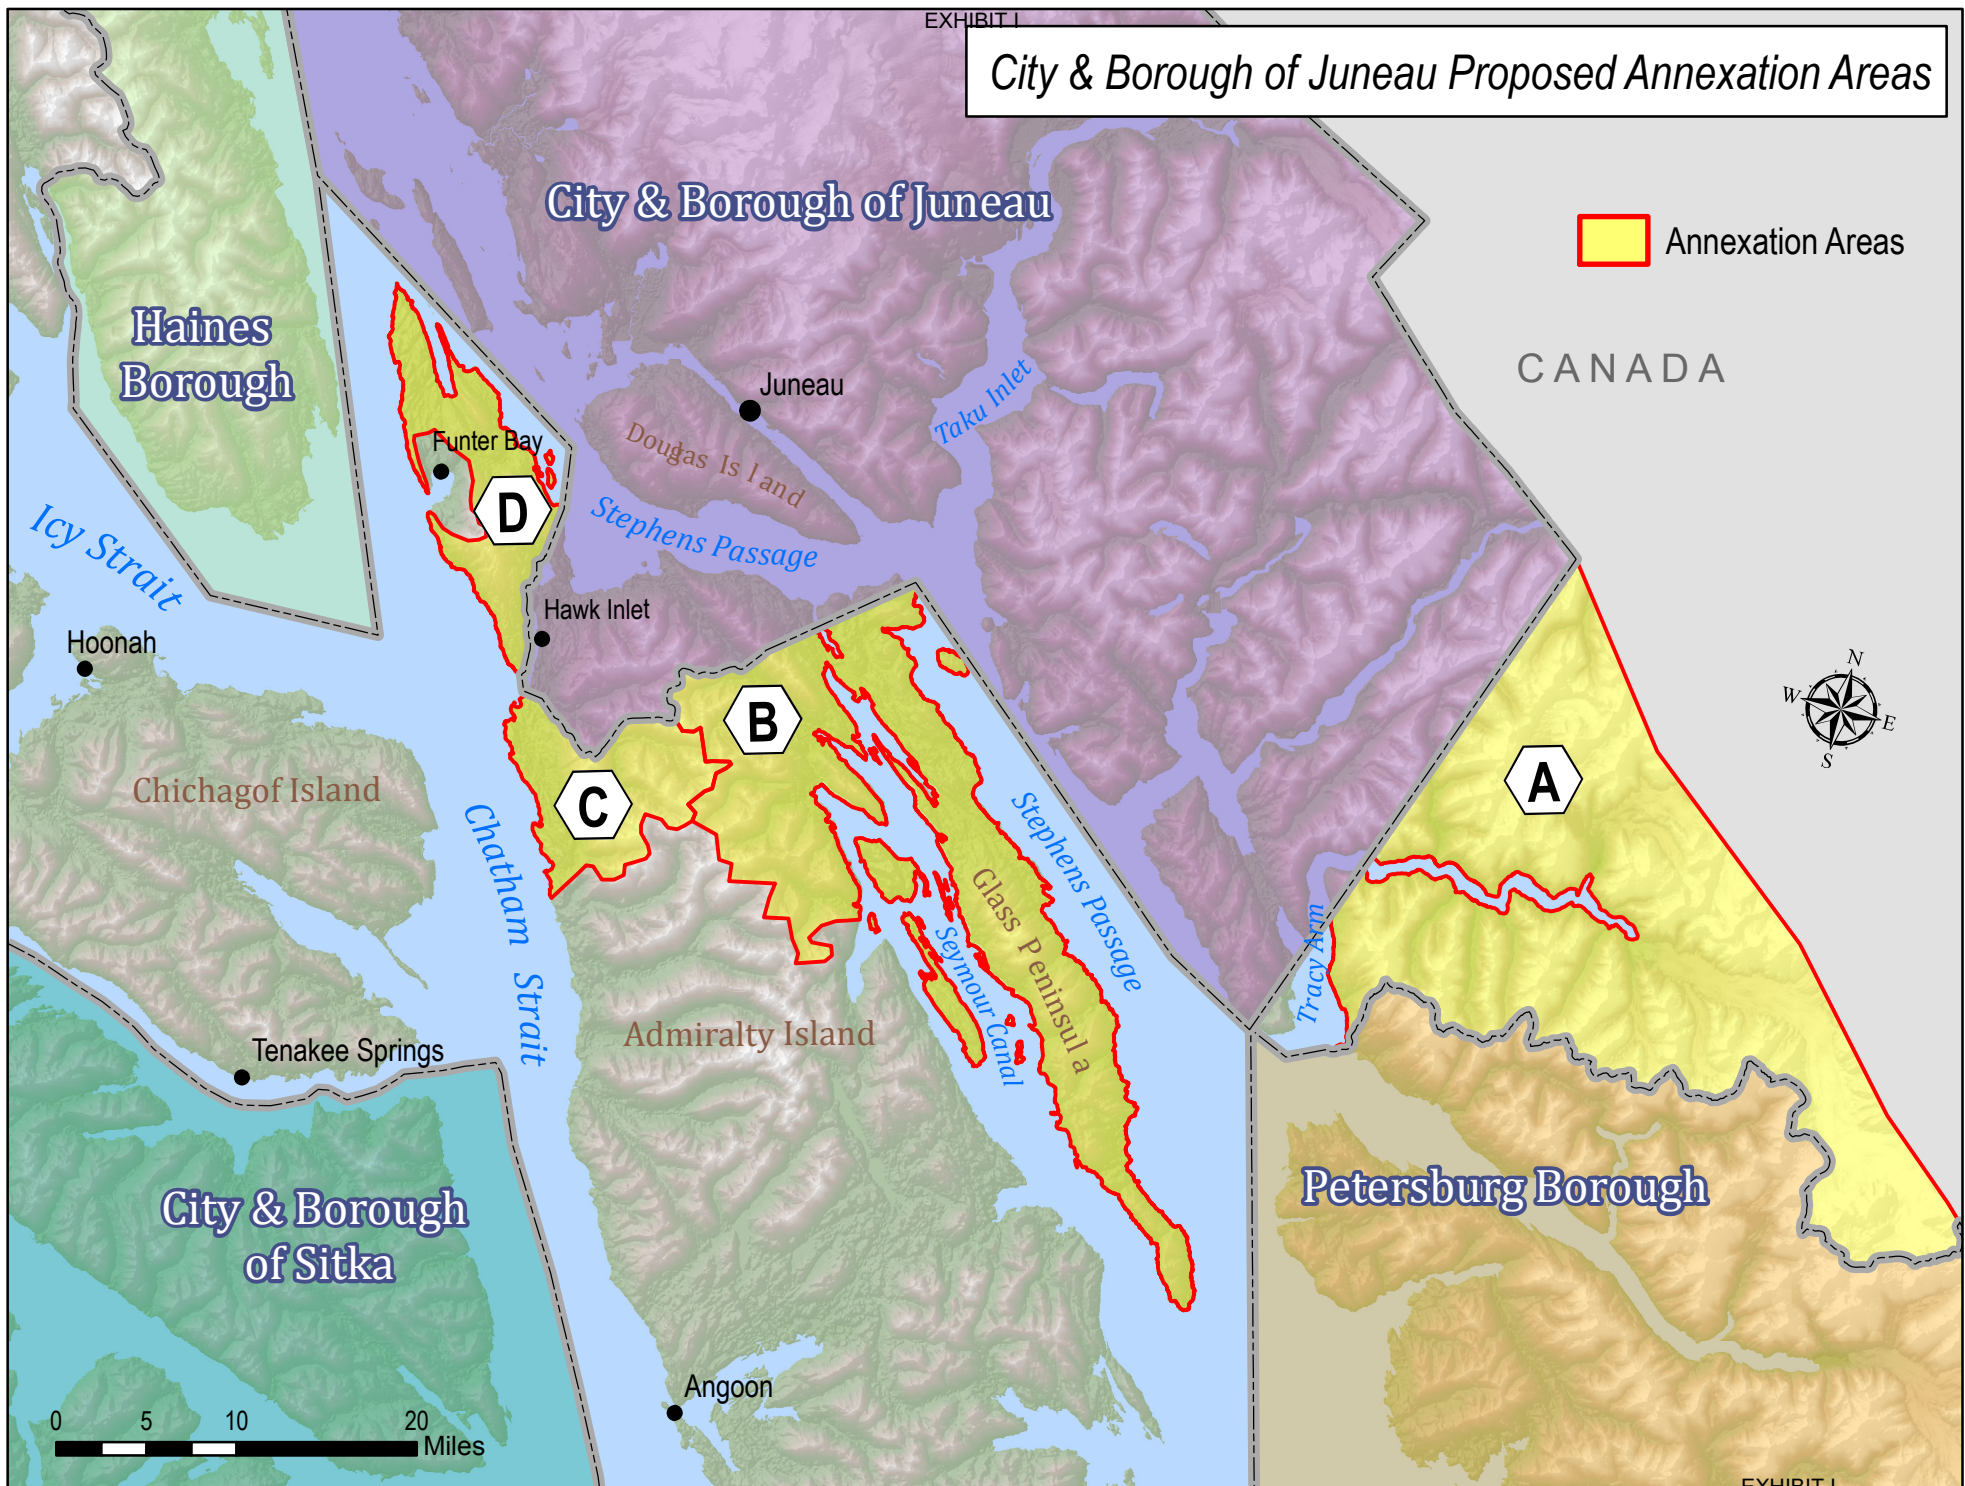 EXHIBIT I
City & Borough of Juneau Proposed Annexation Areas
City & Borough of Juneau
Annexation Areas
Haines
Borough
CANADA
Juneau
Taku Inlet
Funter Bay
Dougas Island
D
Icy Strait
Stephens Passage
Hawk Inlet
Hoonah
N
W
E
S
B
A
Chichagof Island
C
Chatham Strait
Stephens Passage
Glass Peninsula
Seymour Canal
Tracy Arm
Admiralty Island
Tenakee Springs
Petersburg Borough
City & Borough
of Sitka
Angoon
0 5 10 20
Miles
EXHIBIT I